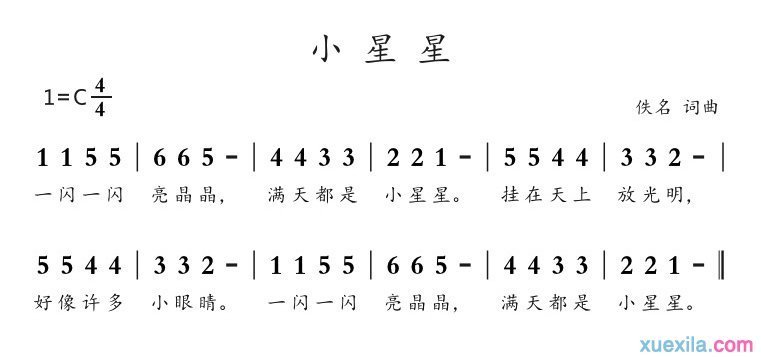 小星星
1=C 4/4
佚名 词曲
1 1 5 5 | 6 6 5 - | 4 4 3 3 | 2 2 1 - | 5 5 4 4 | 3 3 2 - |
一闪一闪 亮晶晶, 满天都是 小星星。 挂在天上 放光明,
5 5 4 4 | 3 3 2 - | 1 1 5 5 | 6 6 5 - | 4 4 3 3 | 2 2 1 - ‖
好像许多 小眼睛。 一闪一闪 亮晶晶, 满天都是 小星星。
xuexila.com